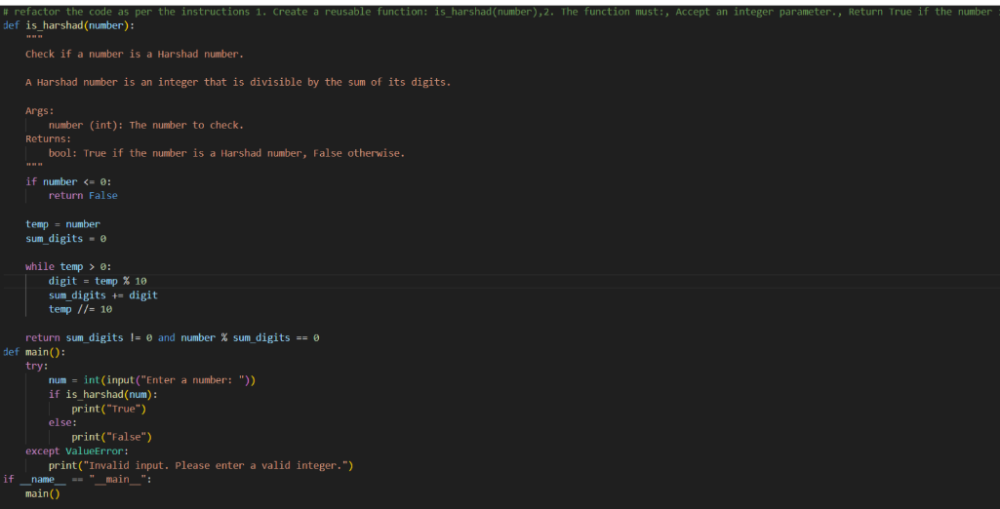 # refactor the code as per the instructions 1. Create a reusable function: is_harshad(number),2. The function must:, Accept an integer parameter., Return True if the number
def is_harshad(number):
    """
    Check if a number is a Harshad number.

    A Harshad number is an integer that is divisible by the sum of its digits.

    Args:
        number (int): The number to check.
    Returns:
        bool: True if the number is a Harshad number, False otherwise.
    """
    if number <= 0:
        return False

    temp = number
    sum_digits = 0

    while temp > 0:
        digit = temp % 10
        sum_digits += digit
        temp //= 10

    return sum_digits != 0 and number % sum_digits == 0
def main():
    try:
        num = int(input("Enter a number: "))
        if is_harshad(num):
            print("True")
        else:
            print("False")
    except ValueError:
        print("Invalid input. Please enter a valid integer.")
if __name__ == "__main__":
    main()